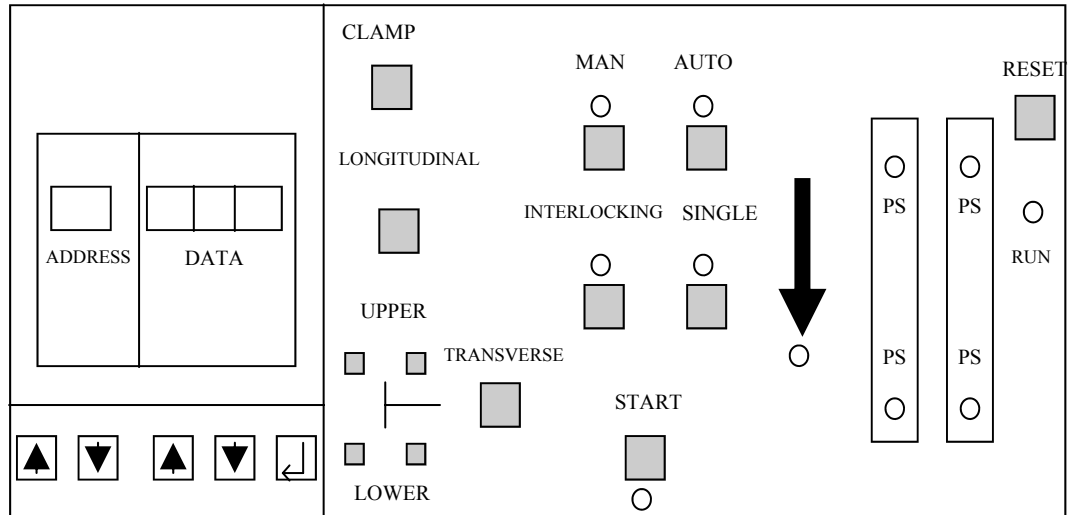 CLAMP
MAN AUTO
RESET
LONGITUDINAL
INTERLOCKING SINGLE
PS PS
ADDRESS DATA
RUN
UPPER
TRANSVERSE
PS PS
START
LOWER